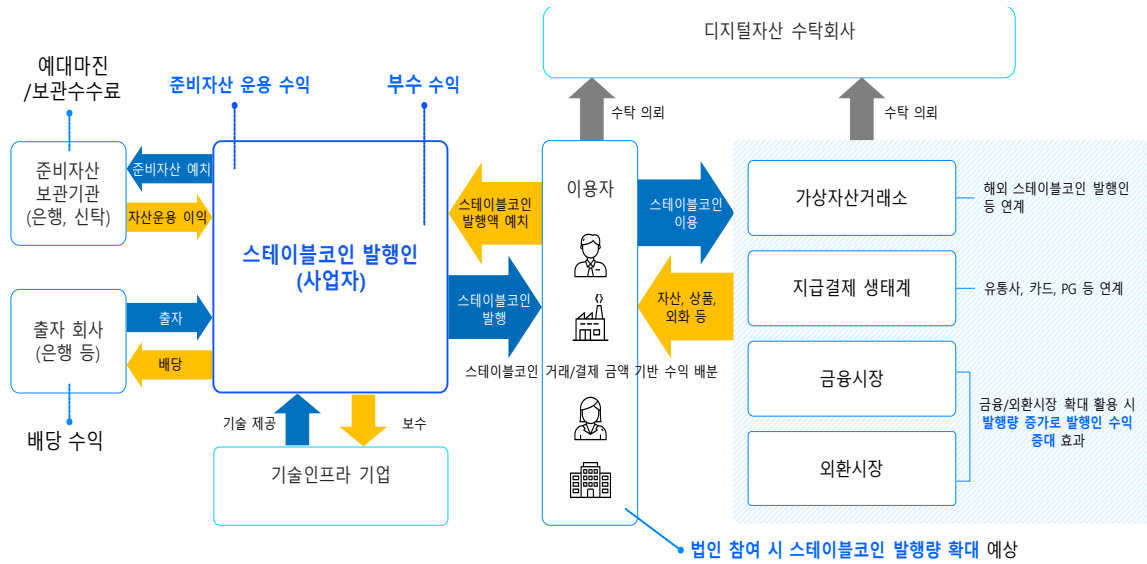 디지털자산 수탁회사
예대마진
/보관수수료
준비자산 운용 수익
부수 수익
수탁 의뢰
수탁 의뢰
준비자산
보관기관
(은행, 신탁)
준비자산 예치
자산운용 이익
스테이블코인 발행인
(사업자)
스테이블코인
발행액 예치
스테이블코인
발행
이용자
스테이블코인
이용
자산, 상품,
외화 등
가상자산거래소
해외 스테이블코인 발행인
등 연계
지급결제 생태계
유통사, 카드, PG 등 연계
출자 회사
(은행 등)
출자
배당
배당 수익
스테이블코인 거래/결제 금액 기반 수익 배분
금융시장
외환시장
금융/외환시장 확대 활용 시
발행량 증가로 발행인 수익
증대 효과
기술 제공
보수
기술인프라 기업
법인 참여 시 스테이블코인 발행량 확대 예상